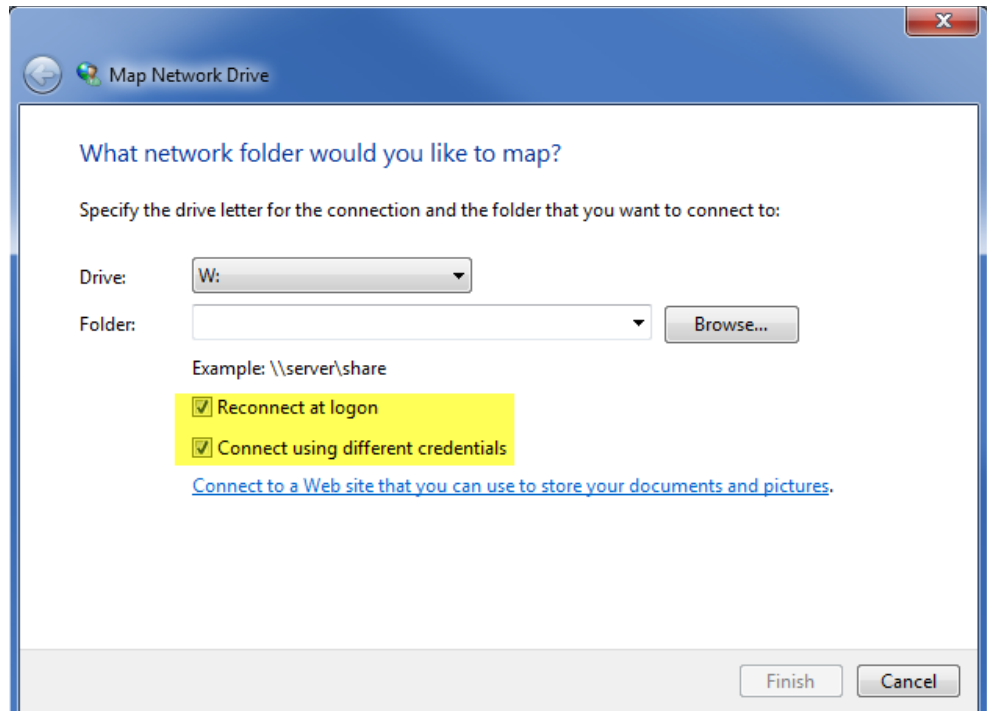 Map Network Drive
What network folder would you like to map?
Specify the drive letter for the connection and the folder that you want to connect to:
Drive: W:
Folder: Browse...
Example: \\server\share
Reconnect at logon
Connect using different credentials
Connect to a Web site that you can use to store your documents and pictures.
Finish Cancel